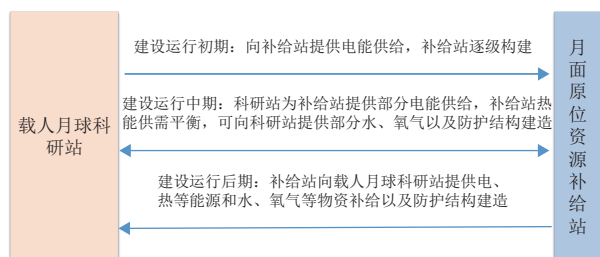 载人月球科
研站
建设运行初期：向补给站提供电能供给，补给站逐级构建
建设运行中期：科研站为补给站提供部分电能供给，补给站热
能供需平衡，可向科研站提供部分水、氧气以及防护结构建造
建设运行后期：补给站向载人月球科研站提供电、
热等能源和水、氧气等物资补给以及防护结构建造
月面原位资源补给站